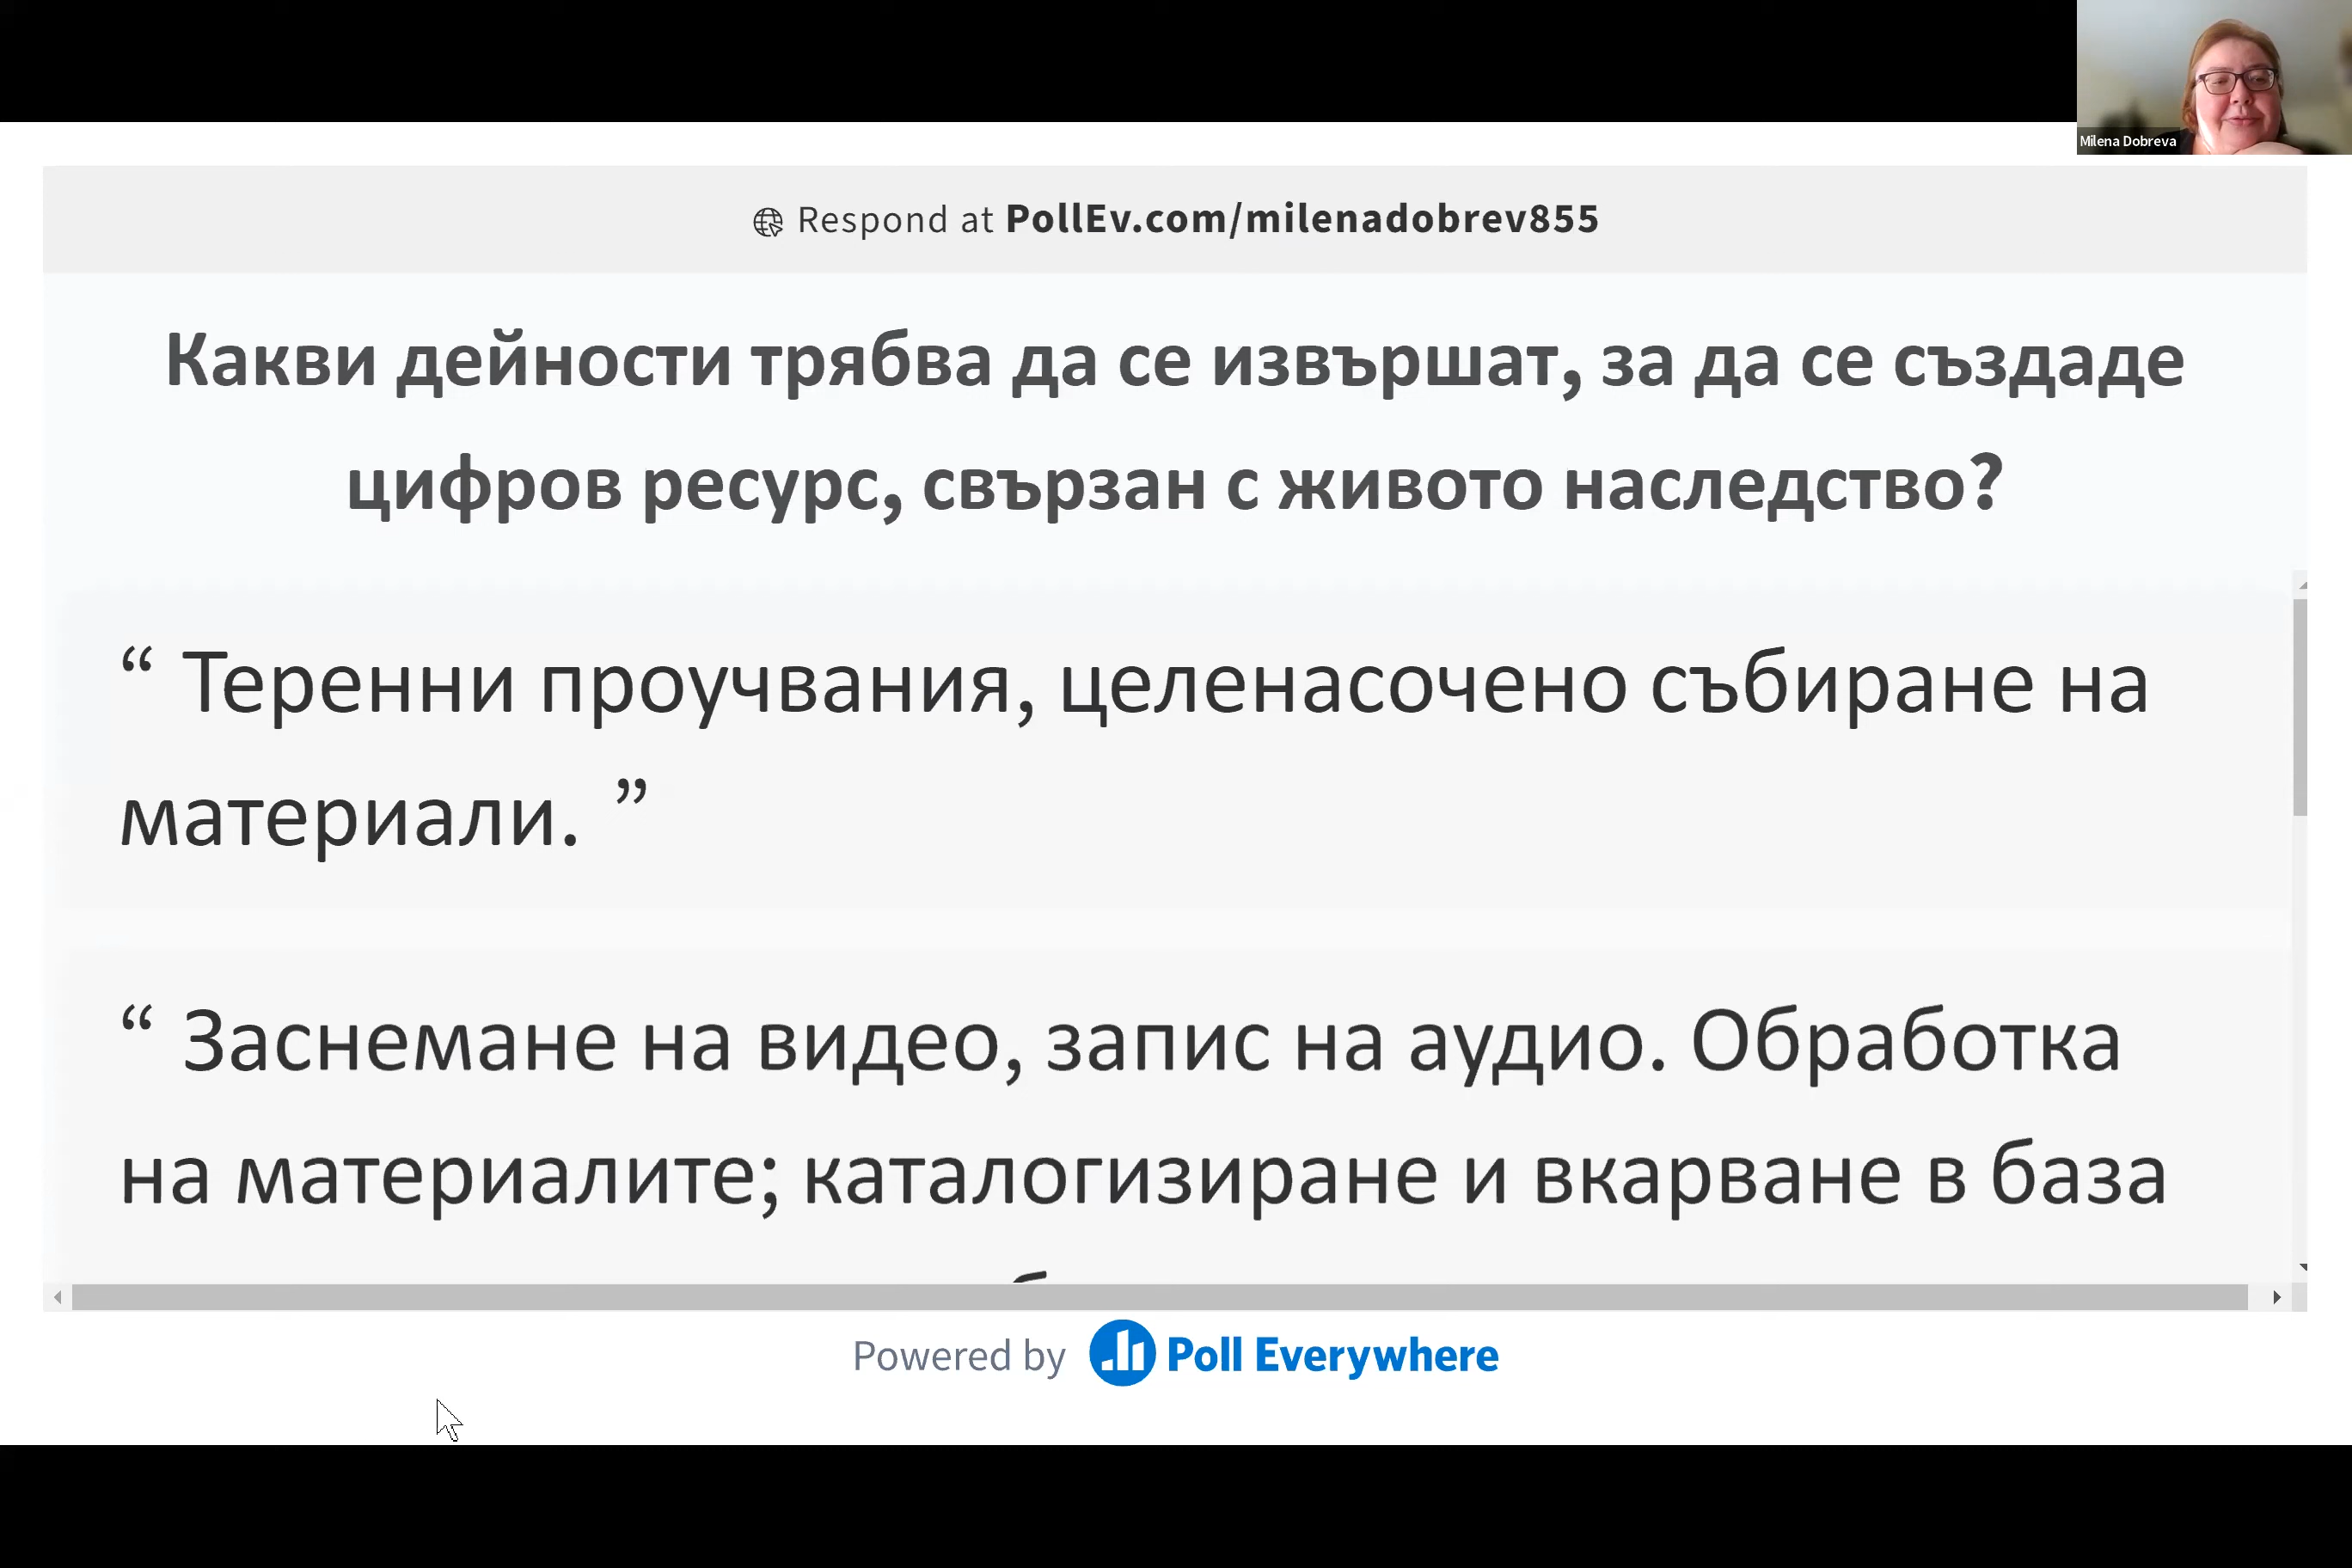 Milena Dobreva
Respond at PollEv.com/milenadobrev855
Какви дейности трябва да се извършат, за да се създаде
цифров ресурс, свързан с живото наследство?
“ Теренни проучвания, целенасочено събиране на
материали. ”
“ Заснемане на видео, запис на аудио. Обработка
на материалите; каталогизиране и вкарване в база
Powered by Poll Everywhere